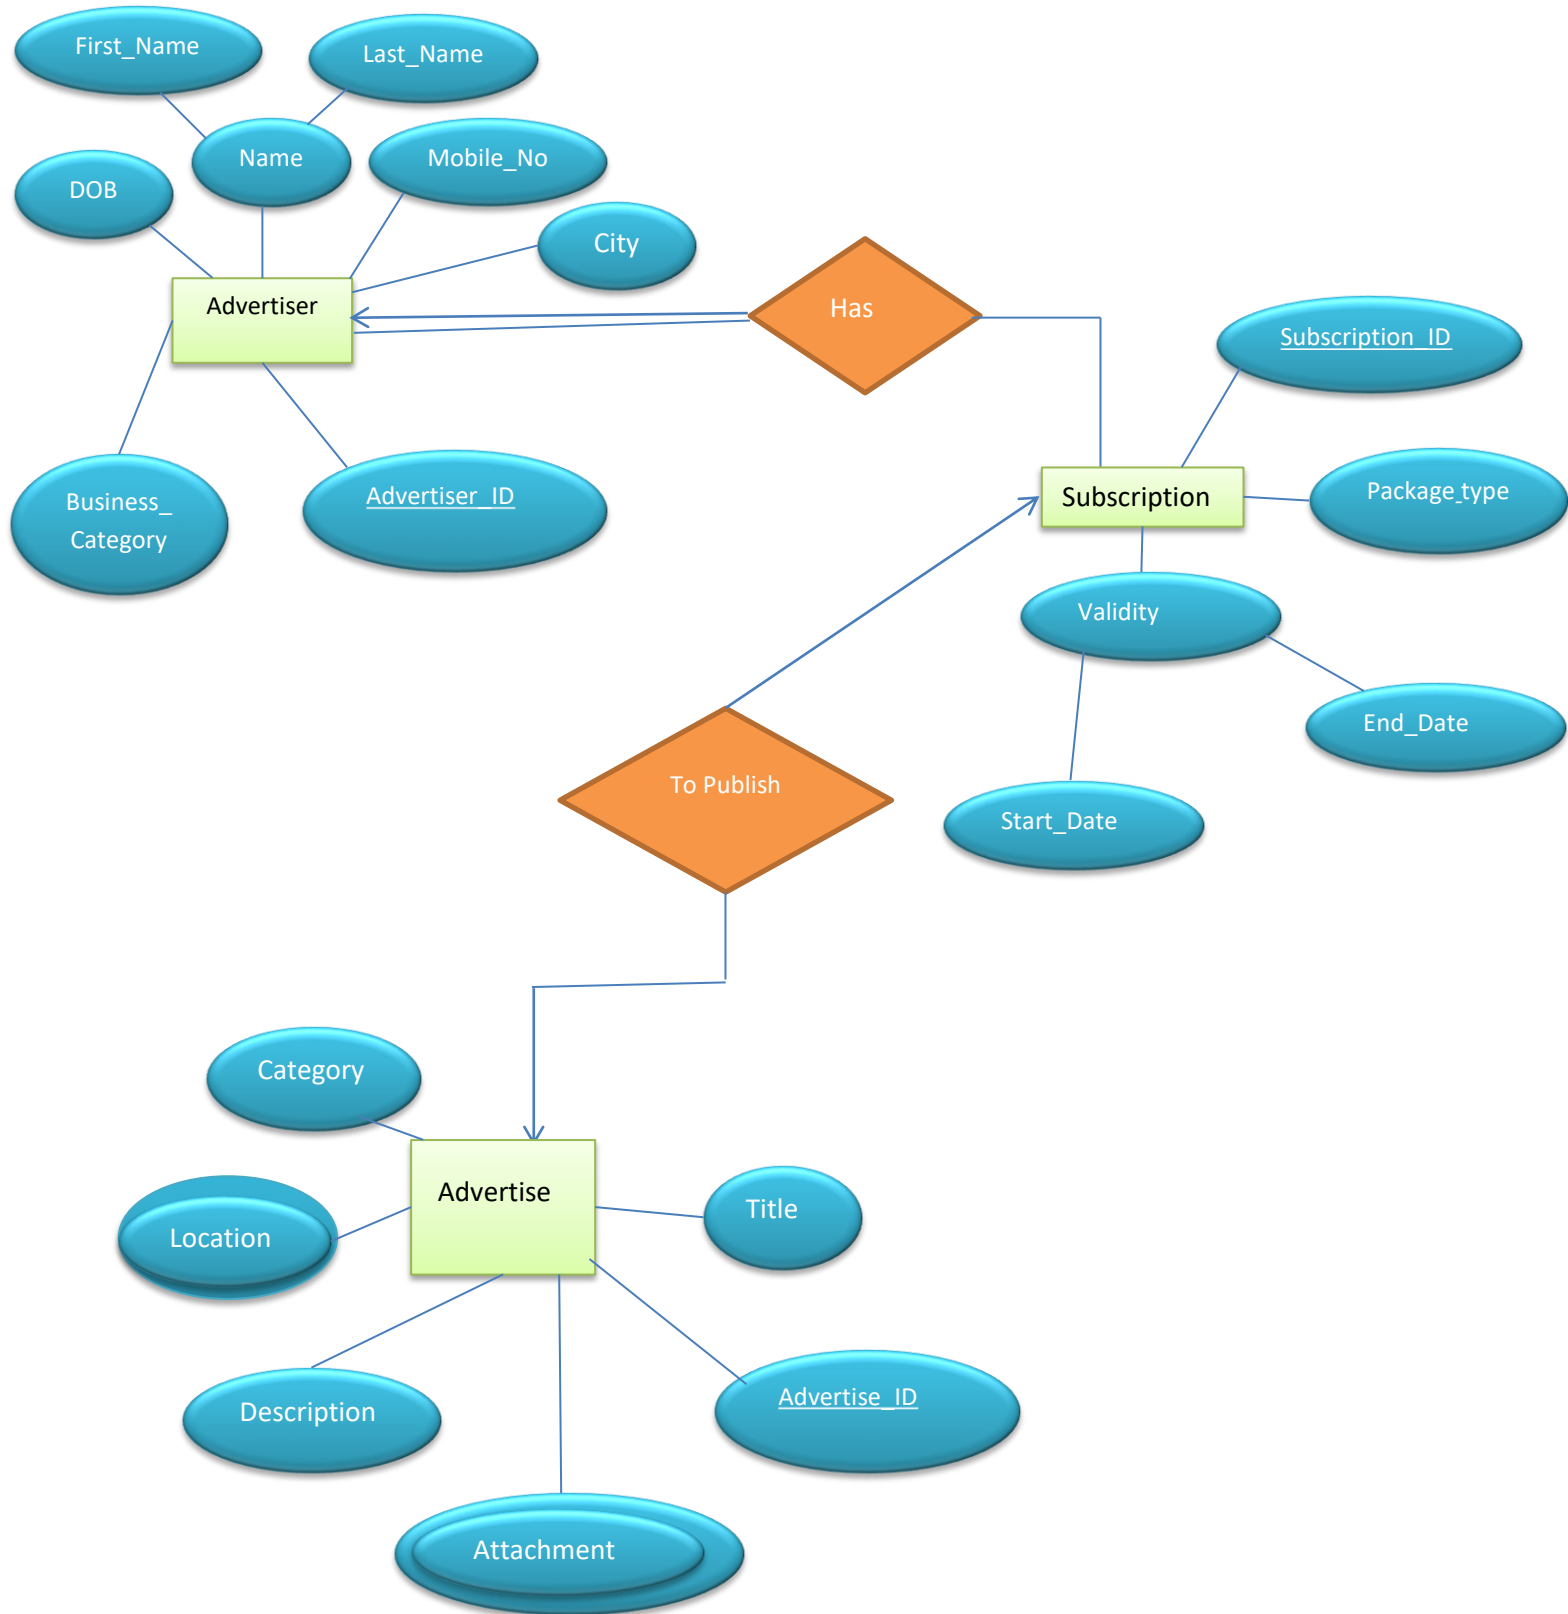 First_Name
Last_Name
Name
Mobile_No
DOB
City
Advertiser
Has
Subscription_ID
Business_
Category
Advertiser_ID
Subscription
Package_type
Validity
End_Date
To Publish
Start_Date
Category
Advertise
Title
Location
Description
Advertise_ID
Attachment